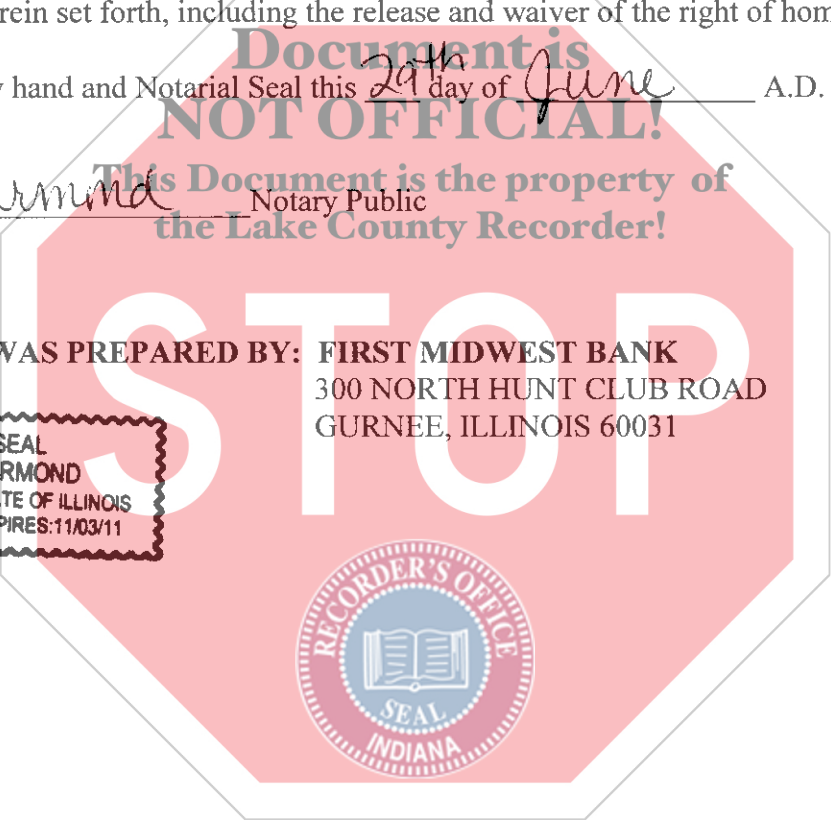 rein set forth, including the release and waiver of the right of hom
Document is
y hand and Notarial Seal this 29th day of June A.D.
NOT OFFICIAL!
This Document is the property of
rmond Notary Public
the Lake County Recorder!
STOP
WAS PREPARED BY: FIRST MIDWEST BANK
300 NORTH HUNT CLUB ROAD
GURNEE, ILLINOIS 60031
SEAL
RMOND
TE OF ILLINOIS
PIRES:11/03/11
RECORDER'S OFFICE
SEAL
INDIANA